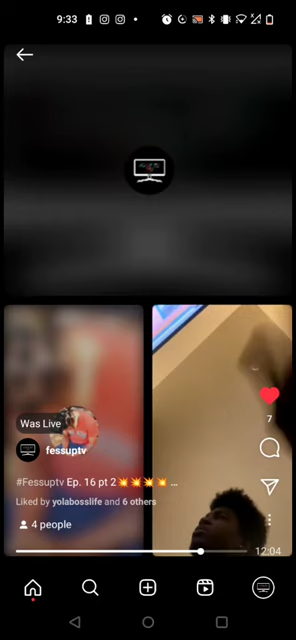 9:33
Was Live
fessuptv
#Fessuptv Ep. 16 pt 2💥💥💥💥 ...
Liked by yolabosslife and 6 others
4 people
7
12:04